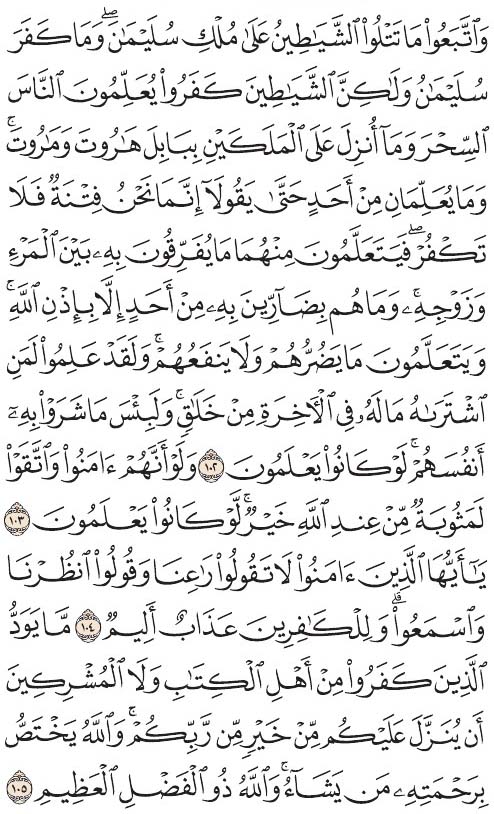 وَٱتَّبَعُوا۟ مَا تَتْلُوا۟ ٱلشَّيَٰطِينُ عَلَىٰ مُلْكِ سُلَيْمَٰنَ ۖ وَمَا كَفَرَ
سُلَيْمَٰنُ وَلَٰكِنَّ ٱلشَّيَٰطِينَ كَفَرُوا۟ يُعَلِّمُونَ ٱلنَّاسَ
ٱلسِّحْرَ وَمَآ أُنزِلَ عَلَى ٱلْمَلَكَيْنِ بِبَابِلَ هَٰرُوتَ وَمَٰرُوتَ ۚ
وَمَا يُعَلِّمَانِ مِنْ أَحَدٍ حَتَّىٰ يَقُولَآ إِنَّمَا نَحْنُ فِتْنَةٌ فَلَا
تَكْفُرْ ۖ فَيَتَعَلَّمُونَ مِنْهُمَا مَا يُفَرِّقُونَ بِهِۦ بَيْنَ ٱلْمَرْءِ
وَزَوْجِهِۦ ۚ وَمَا هُم بِضَآرِّينَ بِهِۦ مِنْ أَحَدٍ إِلَّا بِإِذْنِ ٱللَّهِ ۚ
وَيَتَعَلَّمُونَ مَا يَضُرُّهُمْ وَلَا يَنفَعُهُمْ ۚ وَلَقَدْ عَلِمُوا۟ لَمَنِ
ٱشْتَرَىٰهُ مَا لَهُۥ فِى ٱلْءَاخِرَةِ مِنْ خَلَٰقٍ ۚ وَلَبِئْسَ مَا شَرَوْا۟ بِهِۦٓ
أَنفُسَهُمْ ۚ لَوْ كَانُوا۟ يَعْلَمُونَ ١٠٢ وَلَوْ أَنَّهُمْ ءَامَنُوا۟ وَٱتَّقَوْا۟
لَمَثُوبَةٌ مِّنْ عِندِ ٱللَّهِ خَيْرٌ ۖ لَّوْ كَانُوا۟ يَعْلَمُونَ ١٠٣
يَٰٓأَيُّهَا ٱلَّذِينَ ءَامَنُوا۟ لَا تَقُولُوا۟ رَٰعِنَا وَقُولُوا۟ ٱنظُرْنَا
وَٱسْمَعُوا۟ ۗ وَلِلْكَٰفِرِينَ عَذَابٌ أَلِيمٌ ١٠٤ مَّا يَوَدُّ
ٱلَّذِينَ كَفَرُوا۟ مِنْ أَهْلِ ٱلْكِتَٰبِ وَلَا ٱلْمُشْرِكِينَ
أَن يُنَزَّلَ عَلَيْكُم مِّنْ خَيْرٍ مِّن رَّبِّكُمْ ۗ وَٱللَّهُ يَخْتَصُّ
بِرَحْمَتِهِۦ مَن يَشَآءُ ۚ وَٱللَّهُ ذُو ٱلْفَضْلِ ٱلْعَظِيمِ ١٠٥